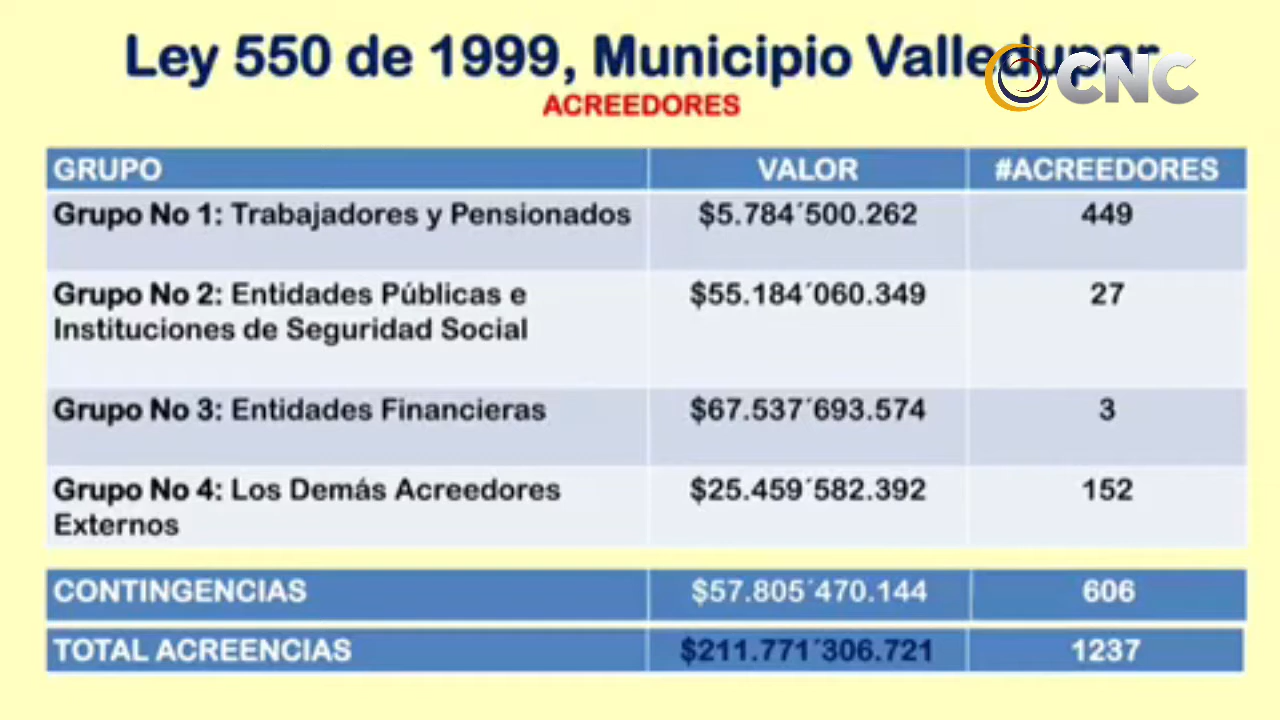 Ley 550 de 1999, Municipio Valledupar
CNC
ACREEDORES
GRUPO VALOR #ACREEDORES
Grupo No 1: Trabajadores y Pensionados $5.784´500.262 449
Grupo No 2: Entidades Públicas e $55.184´060.349 27
Instituciones de Seguridad Social
Grupo No 3: Entidades Financieras $67.537´693.574 3
Grupo No 4: Los Demás Acreedores $25.459´582.392 152
Externos
CONTINGENCIAS $57.805´470.144 606
TOTAL ACREENCIAS $211.771´306.721 1237